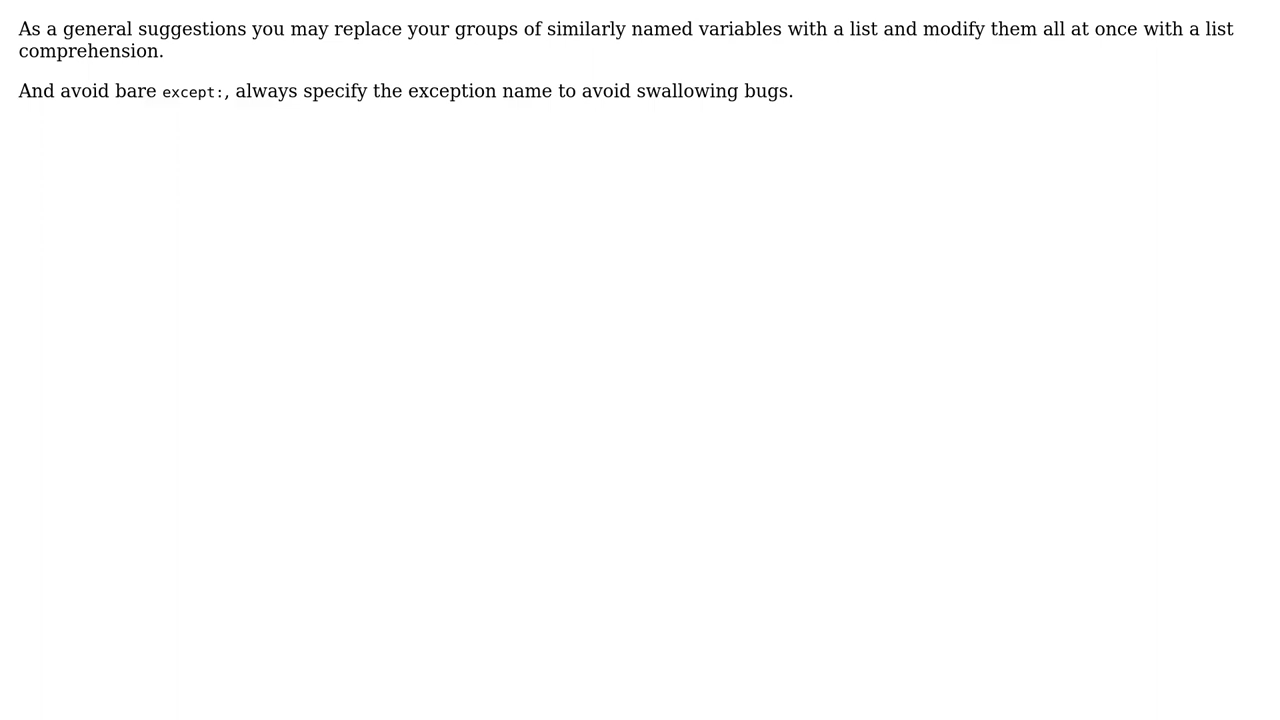 As a general suggestions you may replace your groups of similarly named variables with a list and modify them all at once with a list
comprehension.
And avoid bare except:, always specify the exception name to avoid swallowing bugs.